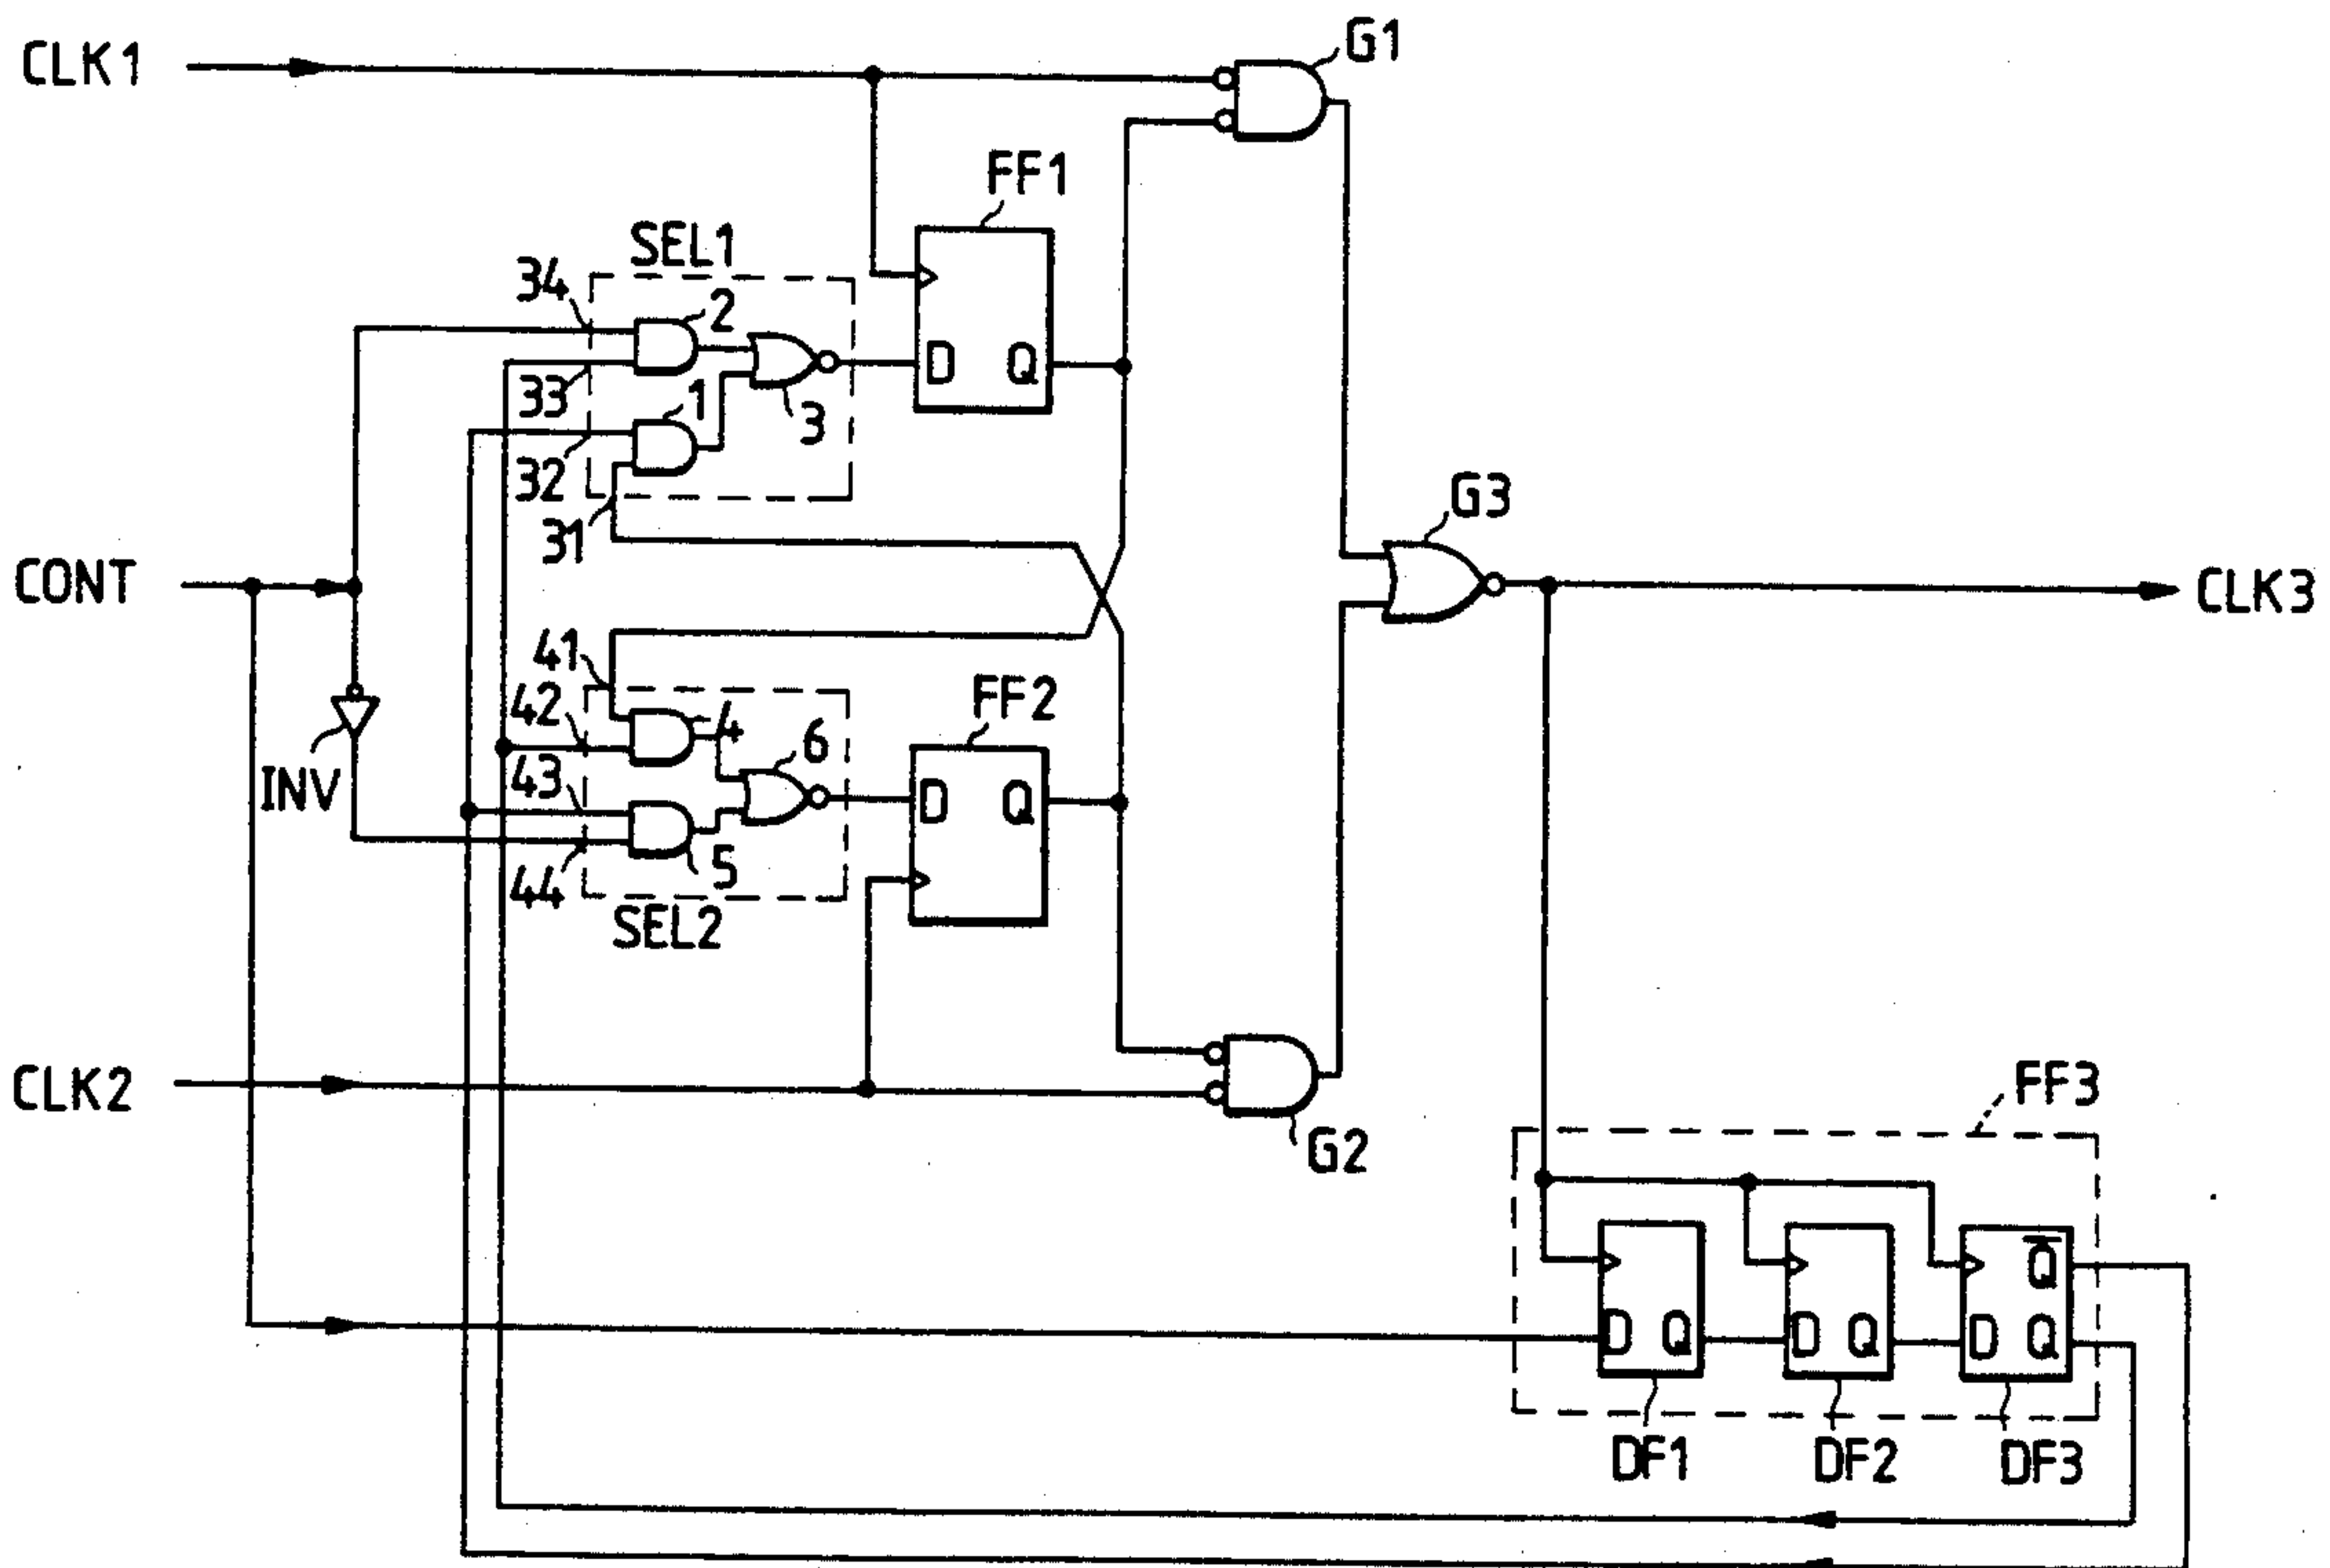 CLK1
G1
FF1
SEL1
34
2
33
1
3
32
31
CONT
G3
CLK3
41
42
4
FF2
6
43
INV
44
5
SEL2
D Q
D Q
CLK2
G2
FF3
Q̅
D Q
D Q
D Q
DF1
DF2
DF3